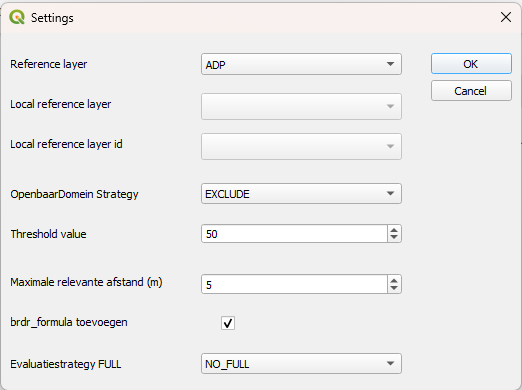 Settings
Reference layer ADP OK
Local reference layer Cancel
Local reference layer id
OpenbaarDomein Strategy EXCLUDE
Threshold value 50
Maximale relevante afstand (m) 5
brdr_formula toevoegen
Evaluatiestrategy FULL NO_FULL